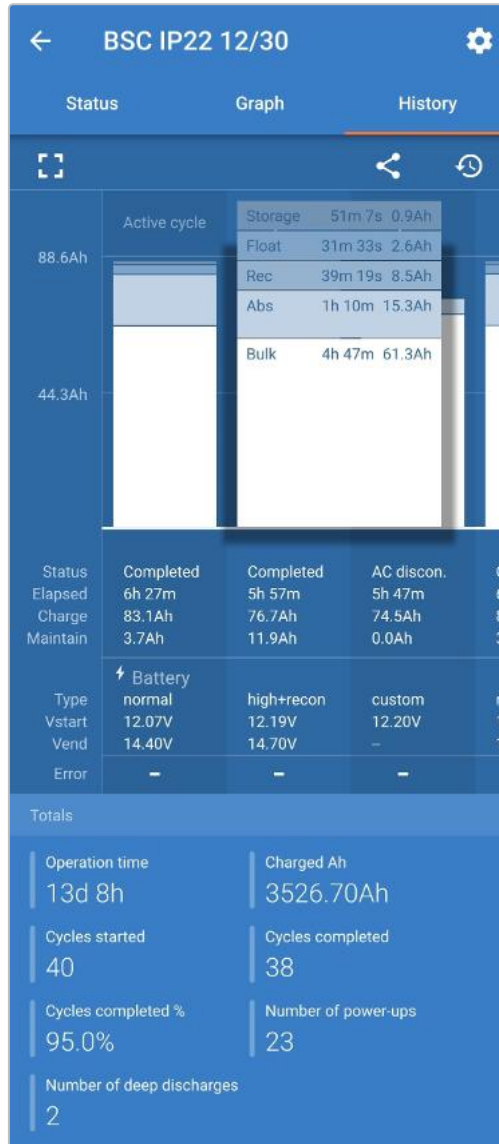 BSC IP22 12/30
Status Graph History
Active cycle
Storage 51m 7s 0.9Ah
Float 31m 33s 2.6Ah
88.6Ah
Rec 39m 19s 8.5Ah
Abs 1h 10m 15.3Ah
Bulk 4h 47m 61.3Ah
44.3Ah
Status Completed Completed AC discon.
Elapsed 6h 27m 5h 57m 5h 47m
Charge 83.1Ah 76.7Ah 74.5Ah
Maintain 3.7Ah 11.9Ah 0.0Ah
Battery
Type normal high+recon custom
Vstart 12.07V 12.19V 12.20V
Vend 14.40V 14.70V –
Error – – –
Totals
Operation time Charged Ah
13d 8h 3526.70Ah
Cycles started Cycles completed
40 38
Cycles completed % Number of power-ups
95.0% 23
Number of deep discharges
2